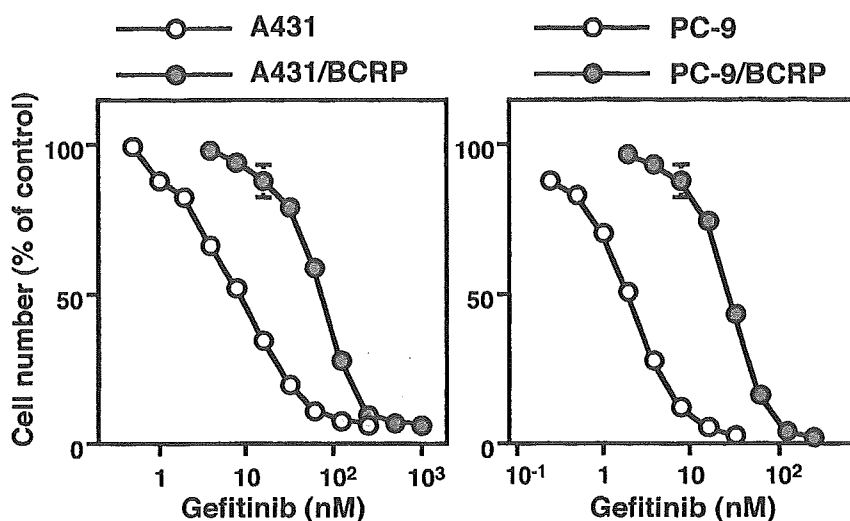 A431
A431/BCRP
PC-9
PC-9/BCRP
Cell number (% of control)
100
50
0
1 10 10² 10³
Gefitinib (nM)
100
50
0
10⁻¹ 1 10 10²
Gefitinib (nM)